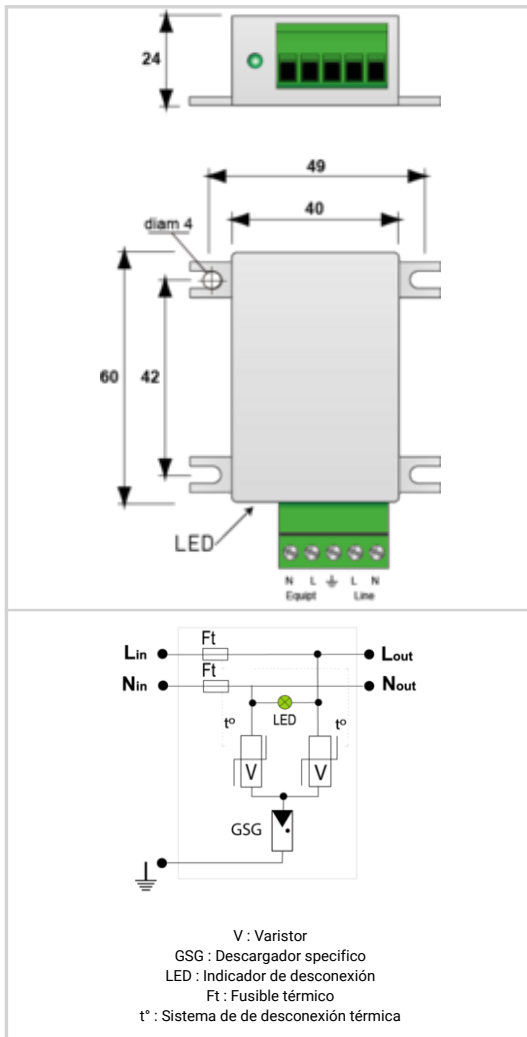 24
49
40
diam 4
60
42
LED
N L L N
Equipt Line
Ft
Lin Lout
Ft
Nin Nout
t° LED t°
V V
GSG
V : Varistor
GSG : Descargador specifico
LED : Indicador de desconexión
Ft : Fusible térmico
t° : Sistema de de desconexión térmica